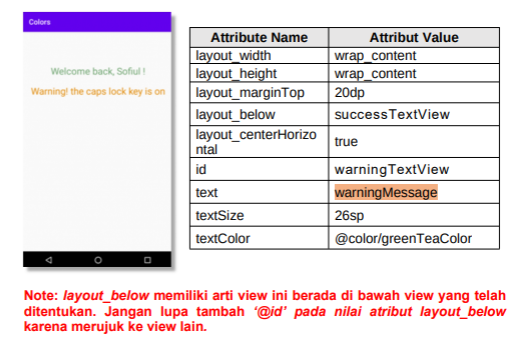 Colors
Welcome back, Sofiul !
Warning! the caps lock key is on
Attribute Name Attribut Value
layout_width wrap_content
layout_height wrap_content
layout_marginTop 20dp
layout_below successTextView
layout_centerHorizo
ntal true
id warningTextView
text warningMessage
textSize 26sp
textColor @color/greenTeaColor
Note: layout_below memiliki arti view ini berada di bawah view yang telah
ditentukan. Jangan lupa tambah ‘@id’ pada nilai atribut layout_below
karena merujuk ke view lain.